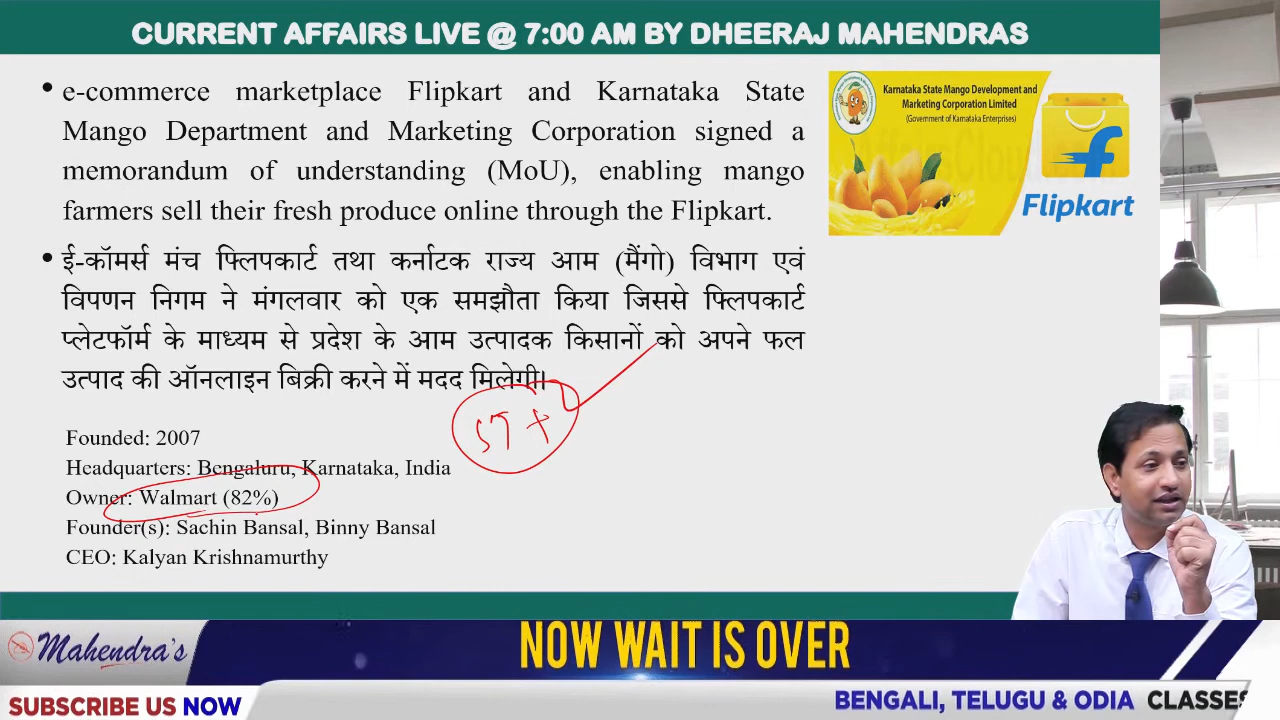 CURRENT AFFAIRS LIVE @ 7:00 AM BY DHEERAJ MAHENDRAS
• e-commerce marketplace Flipkart and Karnataka State
Mango Department and Marketing Corporation signed a
memorandum of understanding (MoU), enabling mango
farmers sell their fresh produce online through the Flipkart.
• ई-कॉमर्स मंच फ्लिपकार्ट तथा कर्नाटक राज्य आम (मैंगो) विभाग एवं
विपणन निगम ने मंगलवार को एक समझौता किया जिससे फ्लिपकार्ट
प्लेटफॉर्म के माध्यम से प्रदेश के आम उत्पादक किसानों को अपने फल
उत्पाद की ऑनलाइन बिक्री करने में मदद मिलेगी।
Founded: 2007
Headquarters: Bengaluru, Karnataka, India
Owner: Walmart (82%)
Founder(s): Sachin Bansal, Binny Bansal
CEO: Kalyan Krishnamurthy
Karnataka State Mango Development and
Marketing Corporation Limited
(Government of Karnataka Enterprises)
Flipkart
Mahendra's
NOW WAIT IS OVER
SUBSCRIBE US NOW
BENGALI, TELUGU & ODIA CLASSES